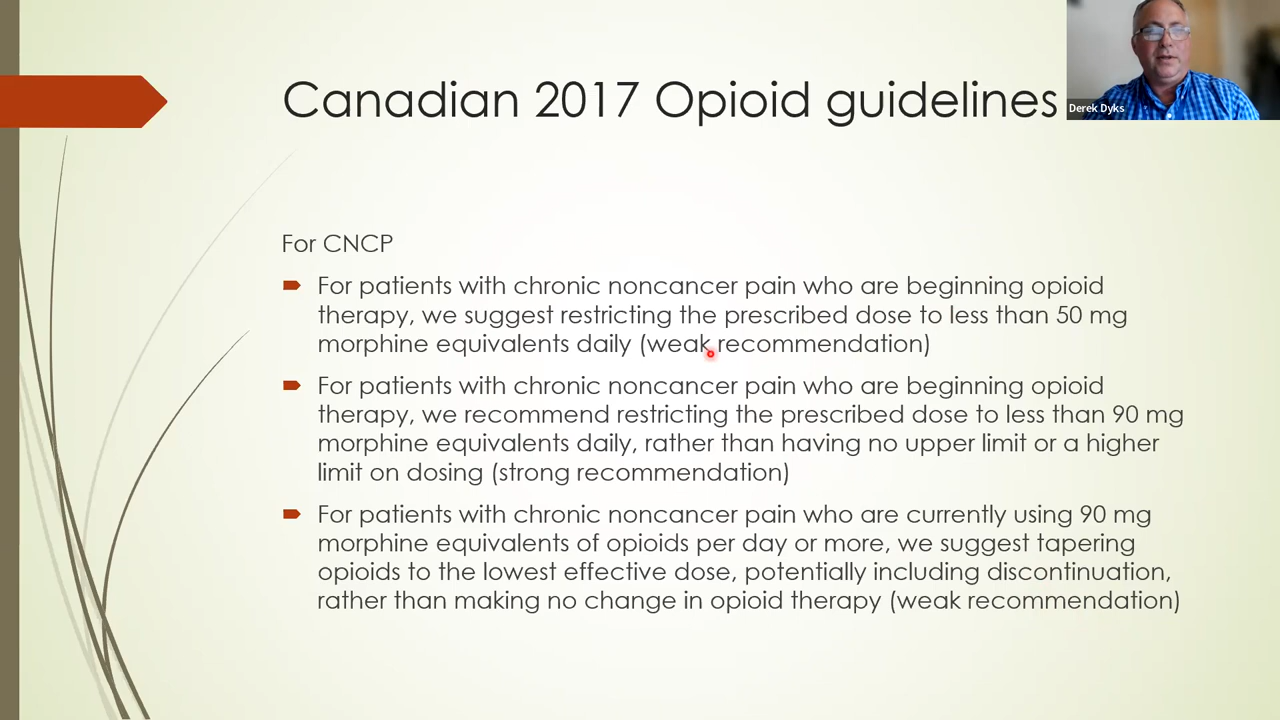 Canadian 2017 Opioid guidelines
Derek Dyks
For CNCP
For patients with chronic noncancer pain who are beginning opioid
therapy, we suggest restricting the prescribed dose to less than 50 mg
morphine equivalents daily (weak recommendation)
For patients with chronic noncancer pain who are beginning opioid
therapy, we recommend restricting the prescribed dose to less than 90 mg
morphine equivalents daily, rather than having no upper limit or a higher
limit on dosing (strong recommendation)
For patients with chronic noncancer pain who are currently using 90 mg
morphine equivalents of opioids per day or more, we suggest tapering
opioids to the lowest effective dose, potentially including discontinuation,
rather than making no change in opioid therapy (weak recommendation)